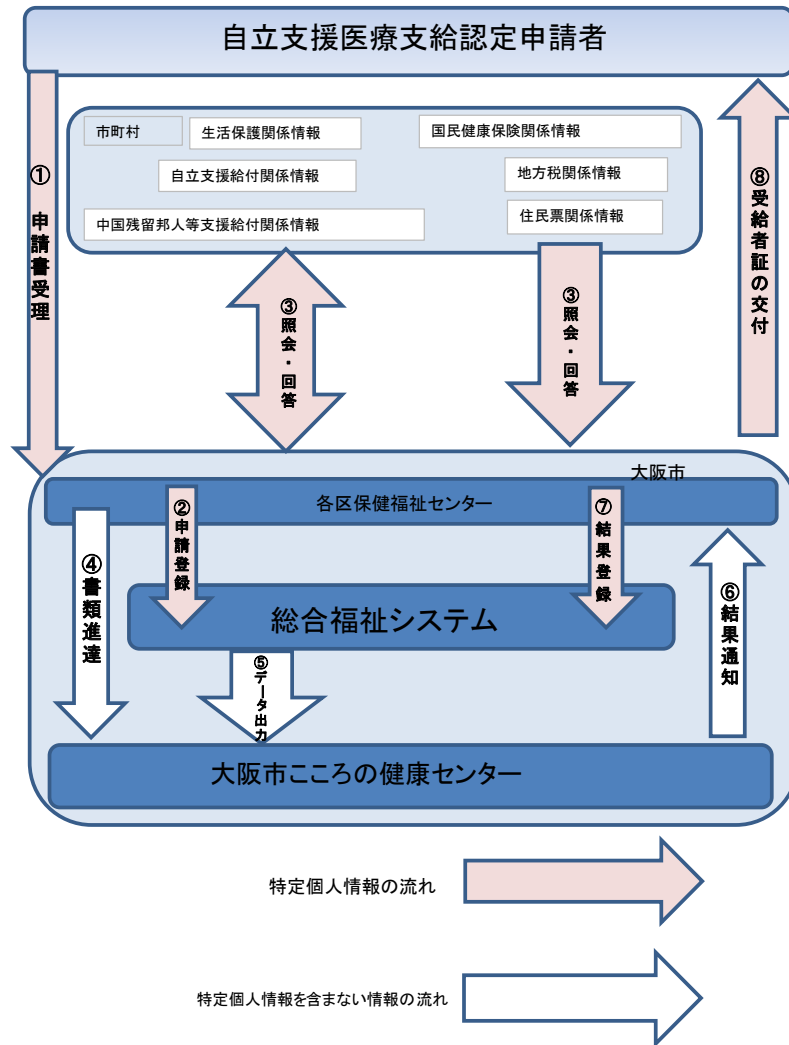 自立支援医療支給認定申請者
① 申請書受理
市町村
生活保護関係情報
国民健康保険関係情報
自立支援給付関係情報
地方税関係情報
中国残留邦人等支援給付関係情報
住民票関係情報
③照会・回答
③照会・回答
⑧受給者証の交付
大阪市
各区保健福祉センター
②申請登録
⑦結果登録
④書類進達
総合福祉システム
⑥結果通知
⑤データ出力
大阪市こころの健康センター
特定個人情報の流れ
特定個人情報を含まない情報の流れ